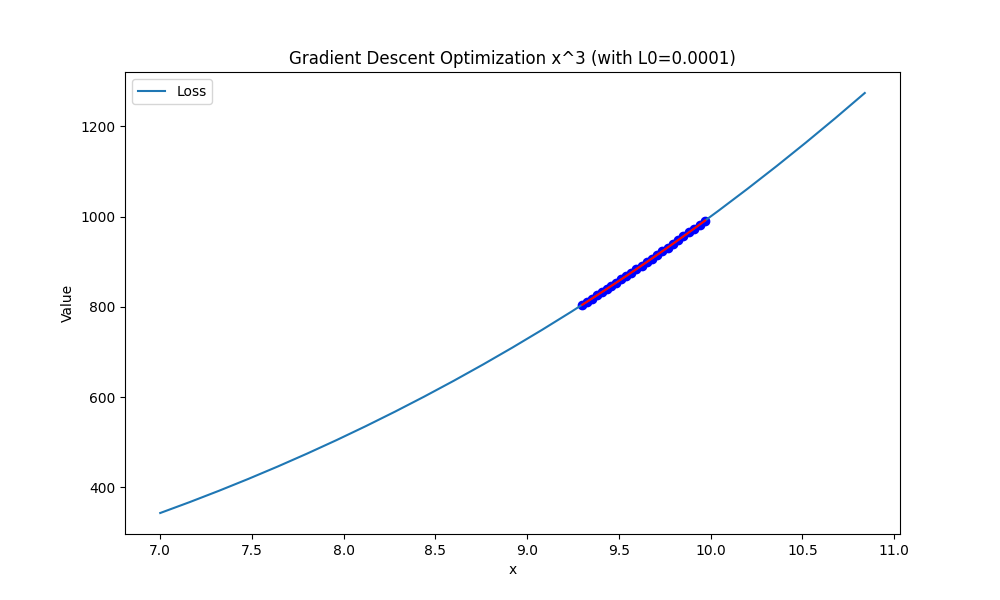 Gradient Descent Optimization x^3 (with L0=0.0001)
Loss
1200
1000
800
600
400
Value
7.0 7.5 8.0 8.5 9.0 9.5 10.0 10.5 11.0
x